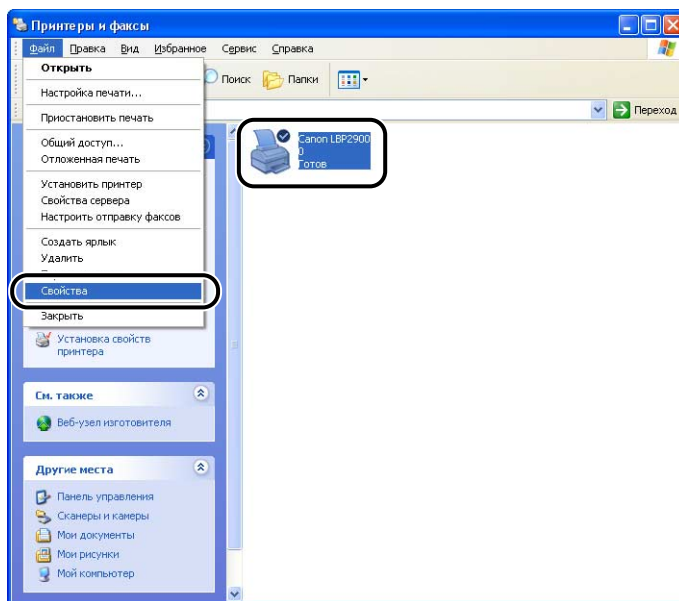 Принтеры и факсы
Файл Правка Вид Избранное Сервис Справка
Поиск Папки
Переход
Открыть
Настройка печати...
Приостановить печать
Общий доступ...
Отложенная печать
Установить принтер
Свойства сервера
Настроить отправку факсов
Создать ярлык
Удалить
Свойства
Закрыть
Canon LBP2900
0
Готов
Установка свойств
принтера
См. также
Веб-узел изготовителя
Другие места
Панель управления
Сканеры и камеры
Мои документы
Мои рисунки
Мой компьютер